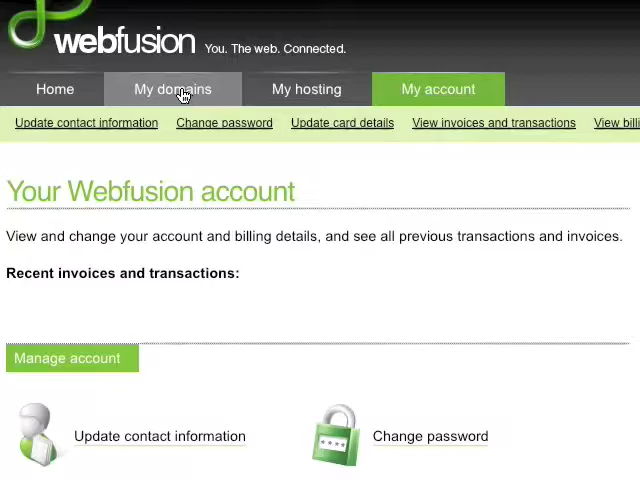 webfusion You. The web. Connected.
Home My domains My hosting My account
Update contact information Change password Update card details View invoices and transactions View billi
Your Webfusion account
View and change your account and billing details, and see all previous transactions and invoices.
Recent invoices and transactions:
Manage account
Update contact information Change password